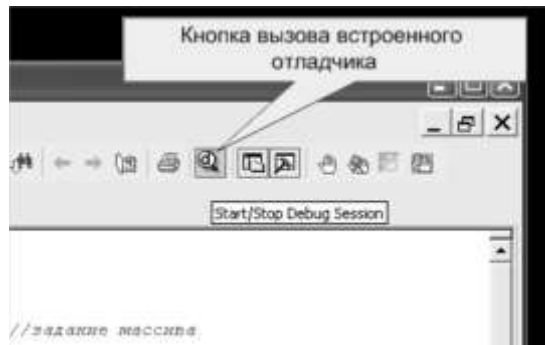 Кнопка вызова встроенного
отладчика
Start/Stop Debug Session
//задание массива